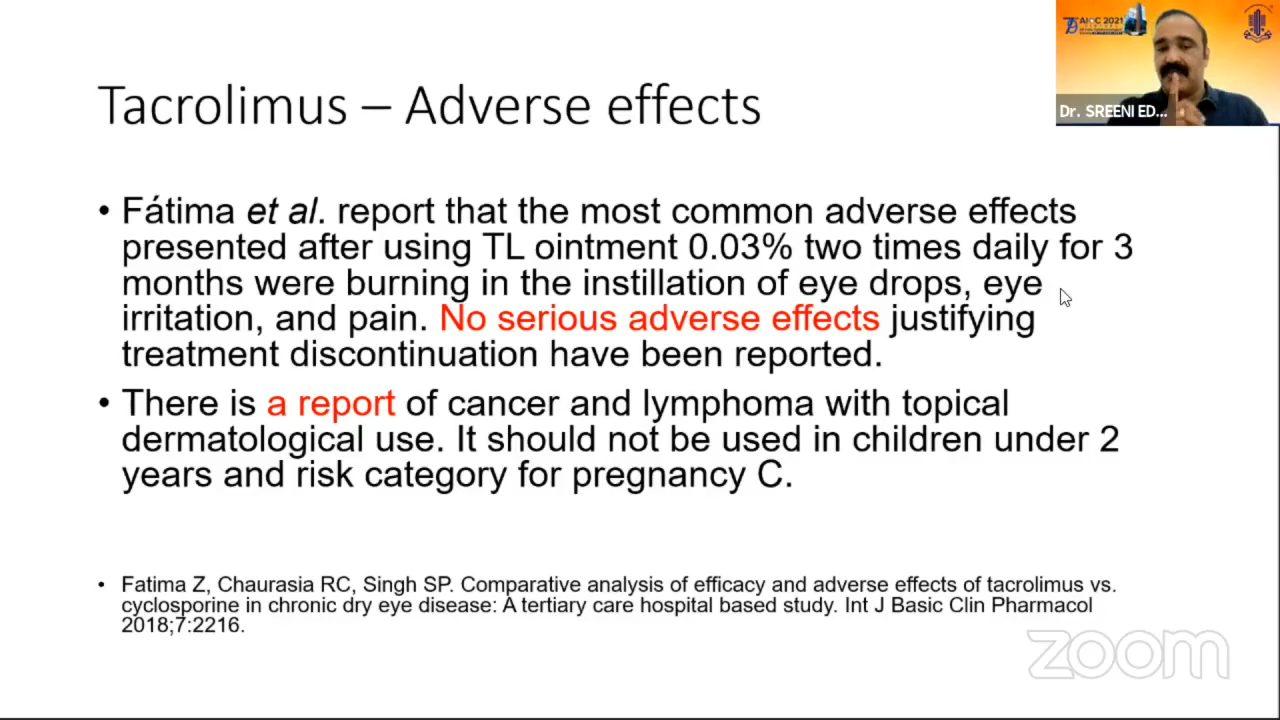 AIOC 2021
Dr. SREENI ED...
Tacrolimus – Adverse effects
• Fátima et al. report that the most common adverse effects
presented after using TL ointment 0.03% two times daily for 3
months were burning in the instillation of eye drops, eye
irritation, and pain. No serious adverse effects justifying
treatment discontinuation have been reported.
• There is a report of cancer and lymphoma with topical
dermatological use. It should not be used in children under 2
years and risk category for pregnancy C.
• Fatima Z, Chaurasia RC, Singh SP. Comparative analysis of efficacy and adverse effects of tacrolimus vs.
cyclosporine in chronic dry eye disease: A tertiary care hospital based study. Int J Basic Clin Pharmacol
2018;7:2216.
zoom